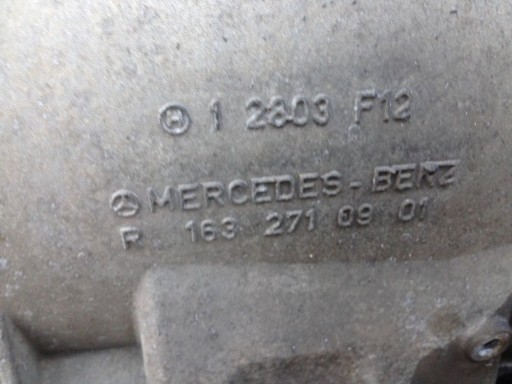 H 1 2803 F12
MERCEDES-BENZ
R 163 271 09 01